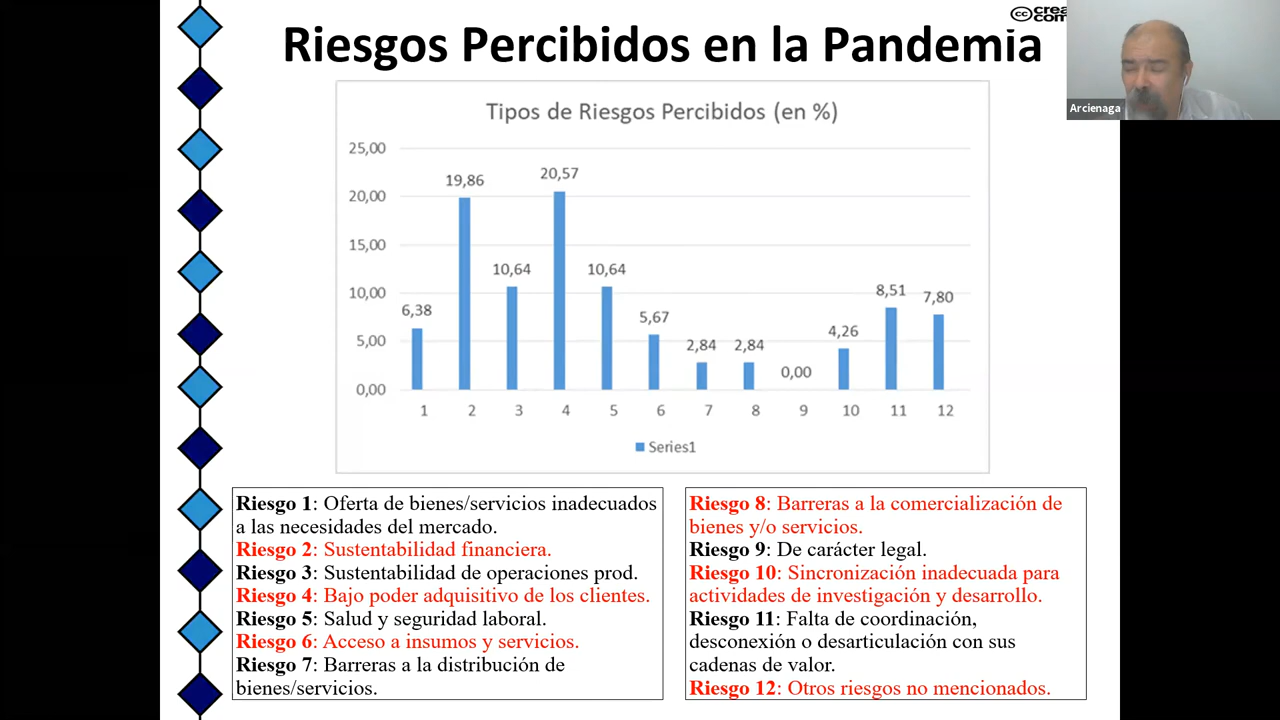 Riesgos Percibidos en la Pandemia
Arcienaga
Tipos de Riesgos Percibidos (en %)
25,00
20,00
15,00
10,00
5,00
0,00
6,38
19,86
10,64
20,57
10,64
5,67
2,84
2,84
0,00
4,26
8,51
7,80
1 2 3 4 5 6 7 8 9 10 11 12
Series1
Riesgo 1: Oferta de bienes/servicios inadecuados
a las necesidades del mercado.
Riesgo 2: Sustentabilidad financiera.
Riesgo 3: Sustentabilidad de operaciones prod.
Riesgo 4: Bajo poder adquisitivo de los clientes.
Riesgo 5: Salud y seguridad laboral.
Riesgo 6: Acceso a insumos y servicios.
Riesgo 7: Barreras a la distribución de
bienes/servicios.
Riesgo 8: Barreras a la comercialización de
bienes y/o servicios.
Riesgo 9: De carácter legal.
Riesgo 10: Sincronización inadecuada para
actividades de investigación y desarrollo.
Riesgo 11: Falta de coordinación,
desconexión o desarticulación con sus
cadenas de valor.
Riesgo 12: Otros riesgos no mencionados.